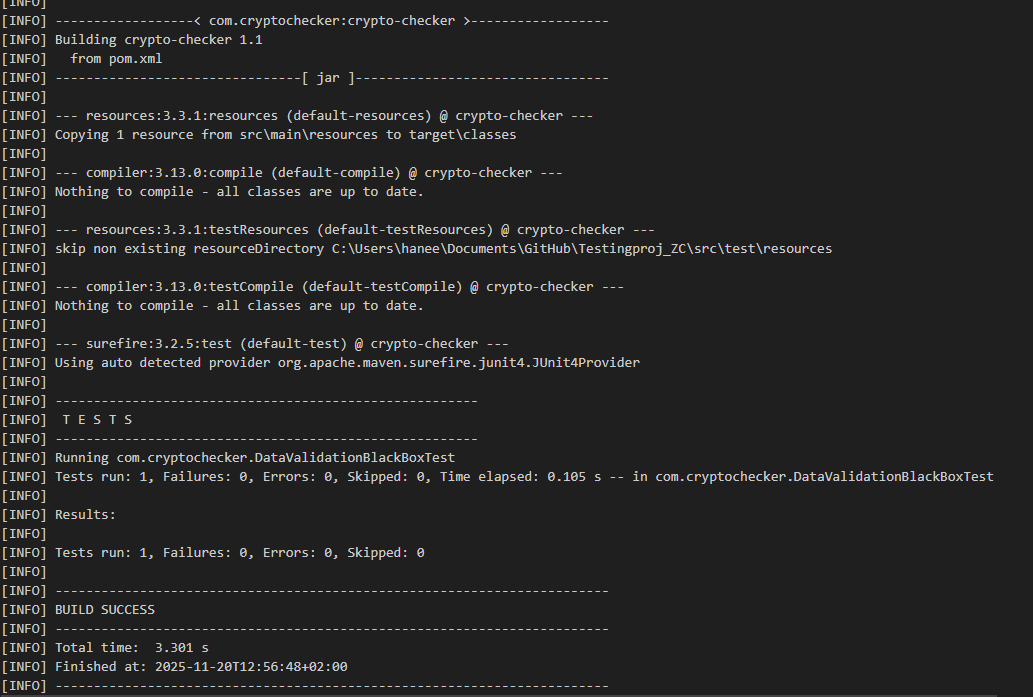 [INFO]
[INFO] ------------------< com.cryptochecker:crypto-checker >------------------
[INFO] Building crypto-checker 1.1
[INFO]   from pom.xml
[INFO] --------------------------------[ jar ]---------------------------------
[INFO]
[INFO] --- resources:3.3.1:resources (default-resources) @ crypto-checker ---
[INFO] Copying 1 resource from src\main\resources to target\classes
[INFO]
[INFO] --- compiler:3.13.0:compile (default-compile) @ crypto-checker ---
[INFO] Nothing to compile - all classes are up to date.
[INFO]
[INFO] --- resources:3.3.1:testResources (default-testResources) @ crypto-checker ---
[INFO] skip non existing resourceDirectory C:\Users\hanee\Documents\GitHub\Testingproj_ZC\src\test\resources
[INFO]
[INFO] --- compiler:3.13.0:testCompile (default-testCompile) @ crypto-checker ---
[INFO] Nothing to compile - all classes are up to date.
[INFO]
[INFO] --- surefire:3.2.5:test (default-test) @ crypto-checker ---
[INFO] Using auto detected provider org.apache.maven.surefire.junit4.JUnit4Provider
[INFO]
[INFO] -------------------------------------------------------
[INFO]  T E S T S
[INFO] -------------------------------------------------------
[INFO] Running com.cryptochecker.DataValidationBlackBoxTest
[INFO] Tests run: 1, Failures: 0, Errors: 0, Skipped: 0, Time elapsed: 0.105 s -- in com.cryptochecker.DataValidationBlackBoxTest
[INFO]
[INFO] Results:
[INFO]
[INFO] Tests run: 1, Failures: 0, Errors: 0, Skipped: 0
[INFO]
[INFO] ------------------------------------------------------------------------
[INFO] BUILD SUCCESS
[INFO] ------------------------------------------------------------------------
[INFO] Total time:  3.301 s
[INFO] Finished at: 2025-11-20T12:56:48+02:00
[INFO] ------------------------------------------------------------------------